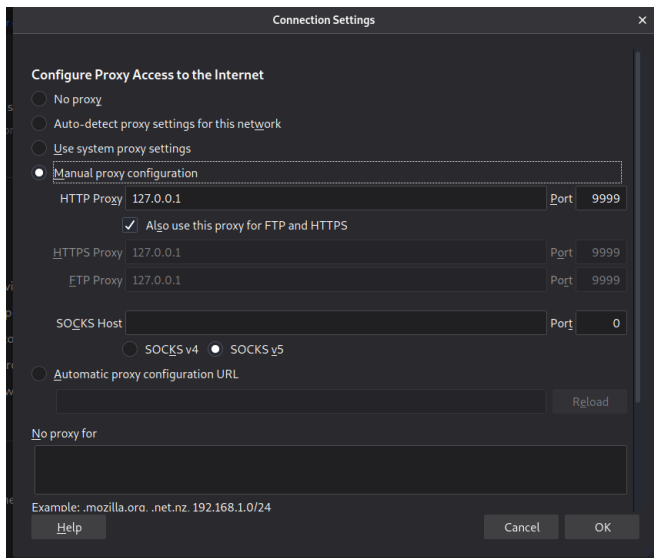 Connection Settings
Configure Proxy Access to the Internet
No proxy
Auto-detect proxy settings for this network
Use system proxy settings
Manual proxy configuration
HTTP Proxy 127.0.0.1 Port 9999
Also use this proxy for FTP and HTTPS
HTTPS Proxy 127.0.0.1 Port 9999
FTP Proxy 127.0.0.1 Port 9999
SOCKS Host Port 0
SOCKS v4 SOCKS v5
Automatic proxy configuration URL
Reload
No proxy for
Example: .mozilla.org, .net.nz, 192.168.1.0/24
Help Cancel OK